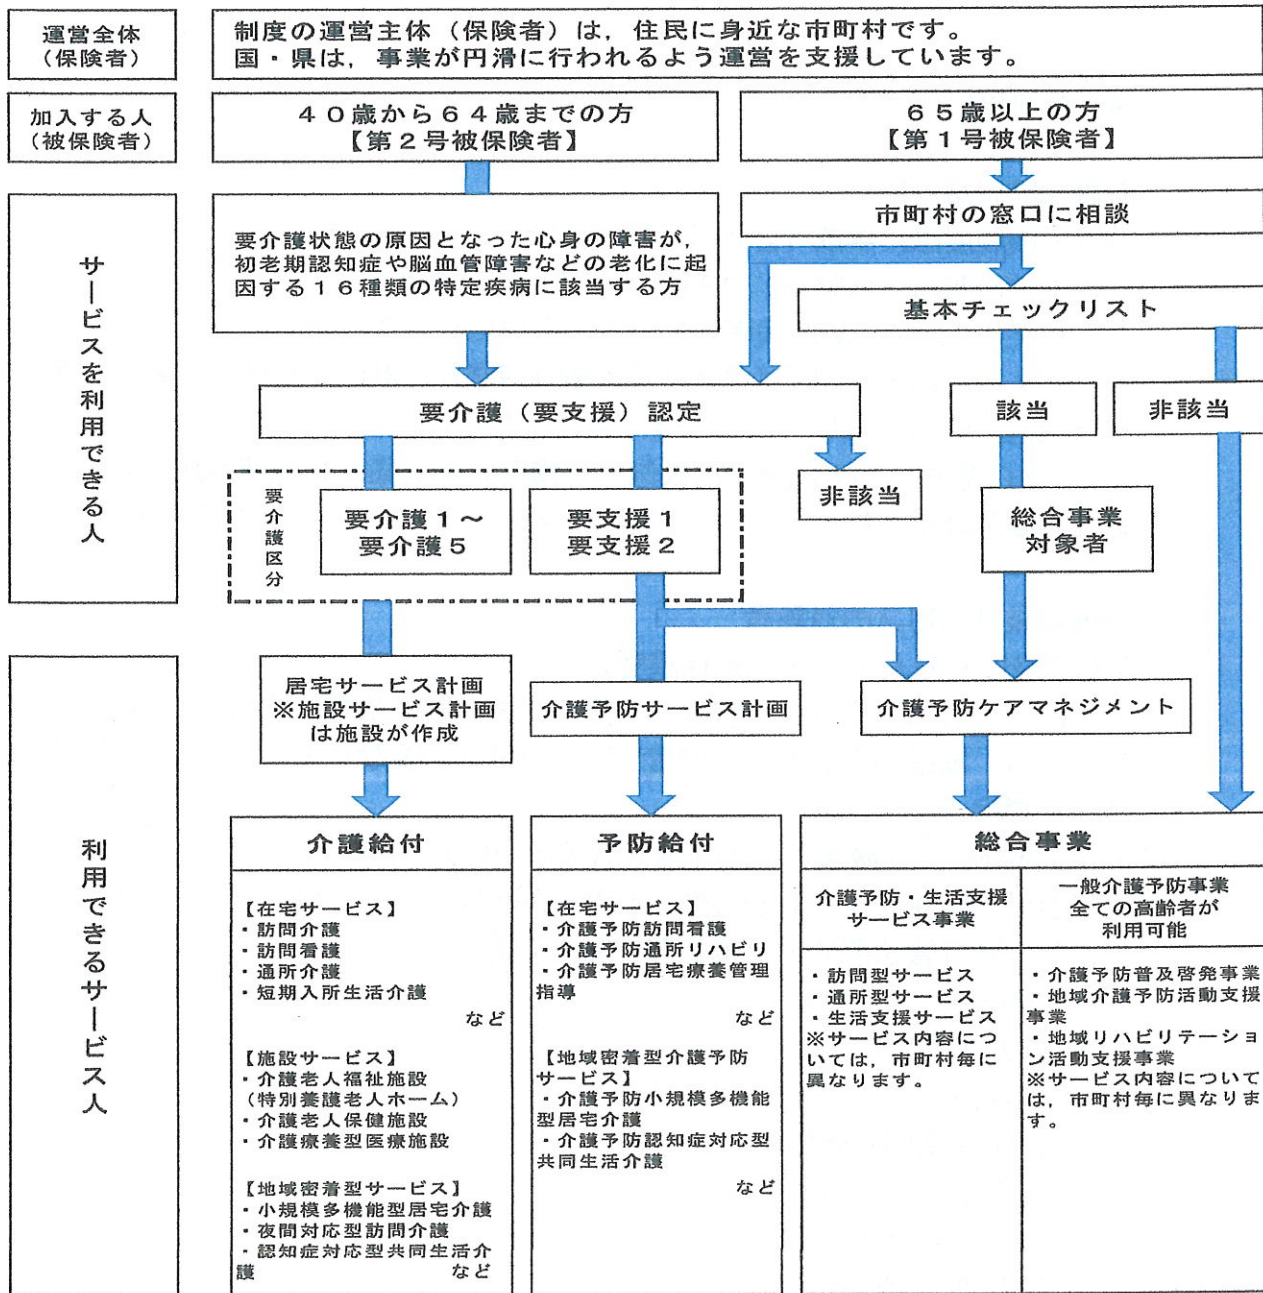 運営全体
(保険者)
制度の運営主体（保険者）は，住民に身近な市町村です。
国・県は，事業が円滑に行われるよう運営を支援しています。
加入する人
(被保険者)
４０歳から６４歳までの方
【第２号被保険者】
６５歳以上の方
【第１号被保険者】
サービスを利用できる人
市町村の窓口に相談
要介護状態の原因となった心身の障害が，
初老期認知症や脳血管障害などの老化に起
因する１６種類の特定疾病に該当する方
基本チェックリスト
要介護（要支援）認定
該当
非該当
非該当
要介護区分
要介護１～
要介護５
要支援１
要支援２
総合事業
対象者
利用できるサービス人
居宅サービス計画
※施設サービス計画
は施設が作成
介護予防サービス計画
介護予防ケアマネジメント
介護給付
【在宅サービス】
・訪問介護
・訪問看護
・通所介護
・短期入所生活介護
など
【施設サービス】
・介護老人福祉施設
(特別養護老人ホーム)
・介護老人保健施設
・介護療養型医療施設
【地域密着型サービス】
・小規模多機能型居宅介護
・夜間対応型訪問介護
・認知症対応型共同生活介
護 など
予防給付
【在宅サービス】
・介護予防訪問看護
・介護予防通所リハビリ
・介護予防居宅療養管理
指導
など
【地域密着型介護予防
サービス】
・介護予防小規模多機能
型居宅介護
・介護予防認知症対応型
共同生活介護
など
総合事業
介護予防・生活支援
サービス事業
・訪問型サービス
・通所型サービス
・生活支援サービス
※サービス内容につ
いては，市町村毎に
異なります。
一般介護予防事業
全ての高齢者が
利用可能
・介護予防普及啓発事業
・地域介護予防活動支援
事業
・地域リハビリテーショ
ン活動支援事業
※サービス内容について
は，市町村毎に異なりま
す。